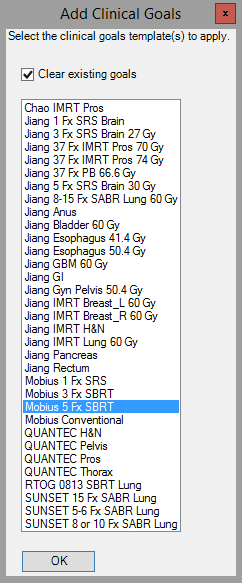 Add Clinical Goals
x
Select the clinical goals template(s) to apply.
Clear existing goals
Chao IMRT Pros
Jiang 1 Fx SRS Brain
Jiang 3 Fx SRS Brain 27 Gy
Jiang 37 Fx IMRT Pros 70 Gy
Jiang 37 Fx IMRT Pros 74 Gy
Jiang 37 Fx PB 66.6 Gy
Jiang 5 Fx SRS Brain 30 Gy
Jiang 8-15 Fx SABR Lung 60 Gy
Jiang Anus
Jiang Bladder 60 Gy
Jiang Esophagus 41.4 Gy
Jiang Esophagus 50.4 Gy
Jiang GBM 60 Gy
Jiang GI
Jiang Gyn Pelvis 50.4 Gy
Jiang IMRT Breast_L 60 Gy
Jiang IMRT Breast_R 60 Gy
Jiang IMRT H&N
Jiang IMRT Lung 60 Gy
Jiang Pancreas
Jiang Rectum
Mobius 1 Fx SRS
Mobius 3 Fx SBRT
Mobius 5 Fx SBRT
Mobius Conventional
QUANTEC H&N
QUANTEC Pelvis
QUANTEC Pros
QUANTEC Thorax
RTOG 0813 SBRT Lung
SUNSET 15 Fx SABR Lung
SUNSET 5-6 Fx SABR Lung
SUNSET 8 or 10 Fx SABR Lung
OK